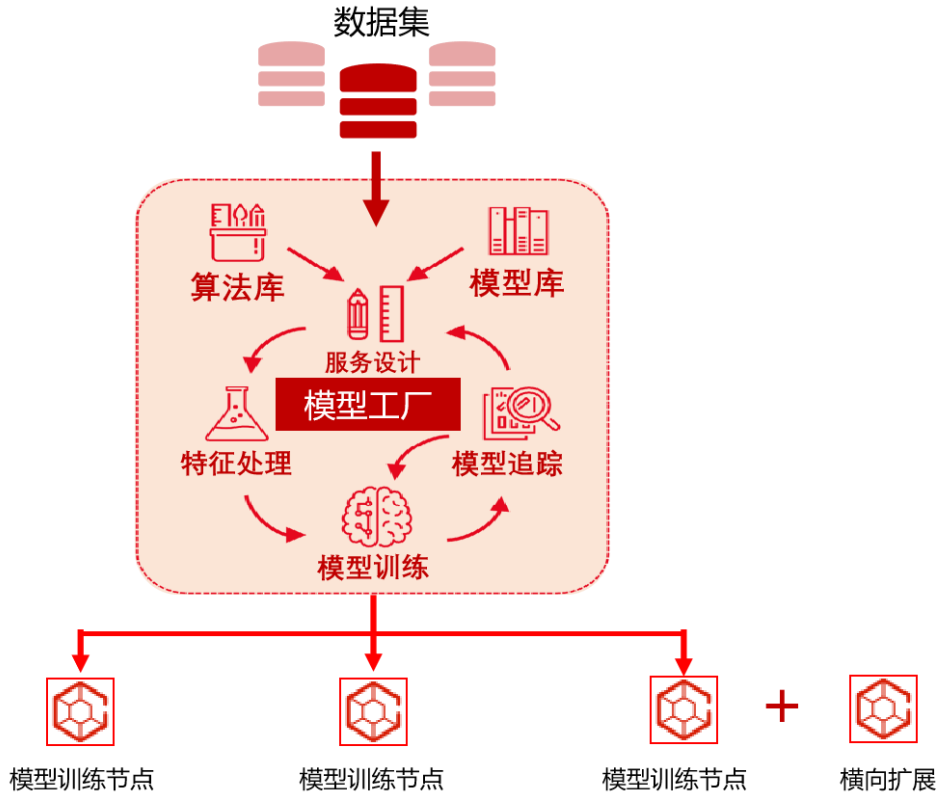 数据集
算法库
模型库
服务设计
模型工厂
特征处理
模型追踪
模型训练
模型训练节点
模型训练节点
模型训练节点
横向扩展